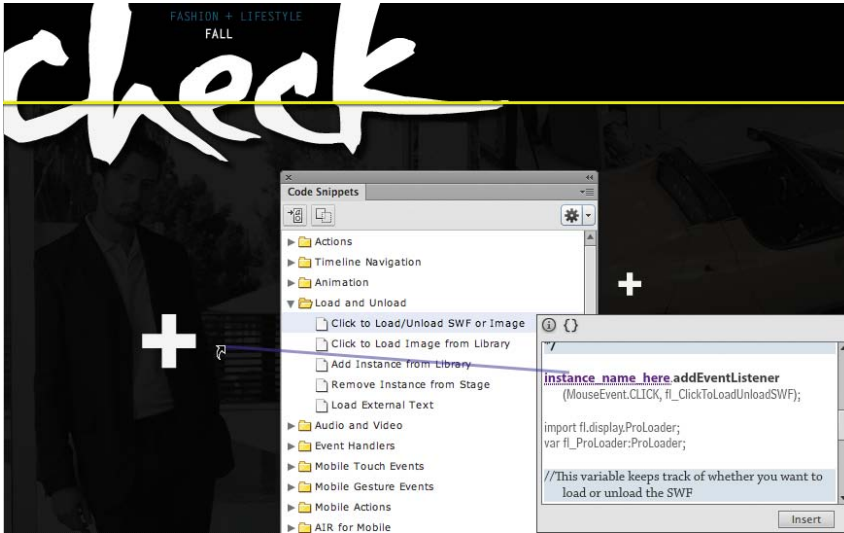 FASHION + LIFESTYLE
FALL
check
Code Snippets
Actions
Timeline Navigation
Animation
Load and Unload
Click to Load/Unload SWF or Image
Click to Load Image from Library
Add Instance from Library
Remove Instance from Stage
Load External Text
Audio and Video
Event Handlers
Mobile Touch Events
Mobile Gesture Events
Mobile Actions
AIR for Mobile
*/
instance_name_here.addEventListener
(MouseEvent.CLICK, fl_ClickToLoadUnloadSWF);
import fl.display.ProLoader;
var fl_ProLoader:ProLoader;
//This variable keeps track of whether you want to
load or unload the SWF
Insert